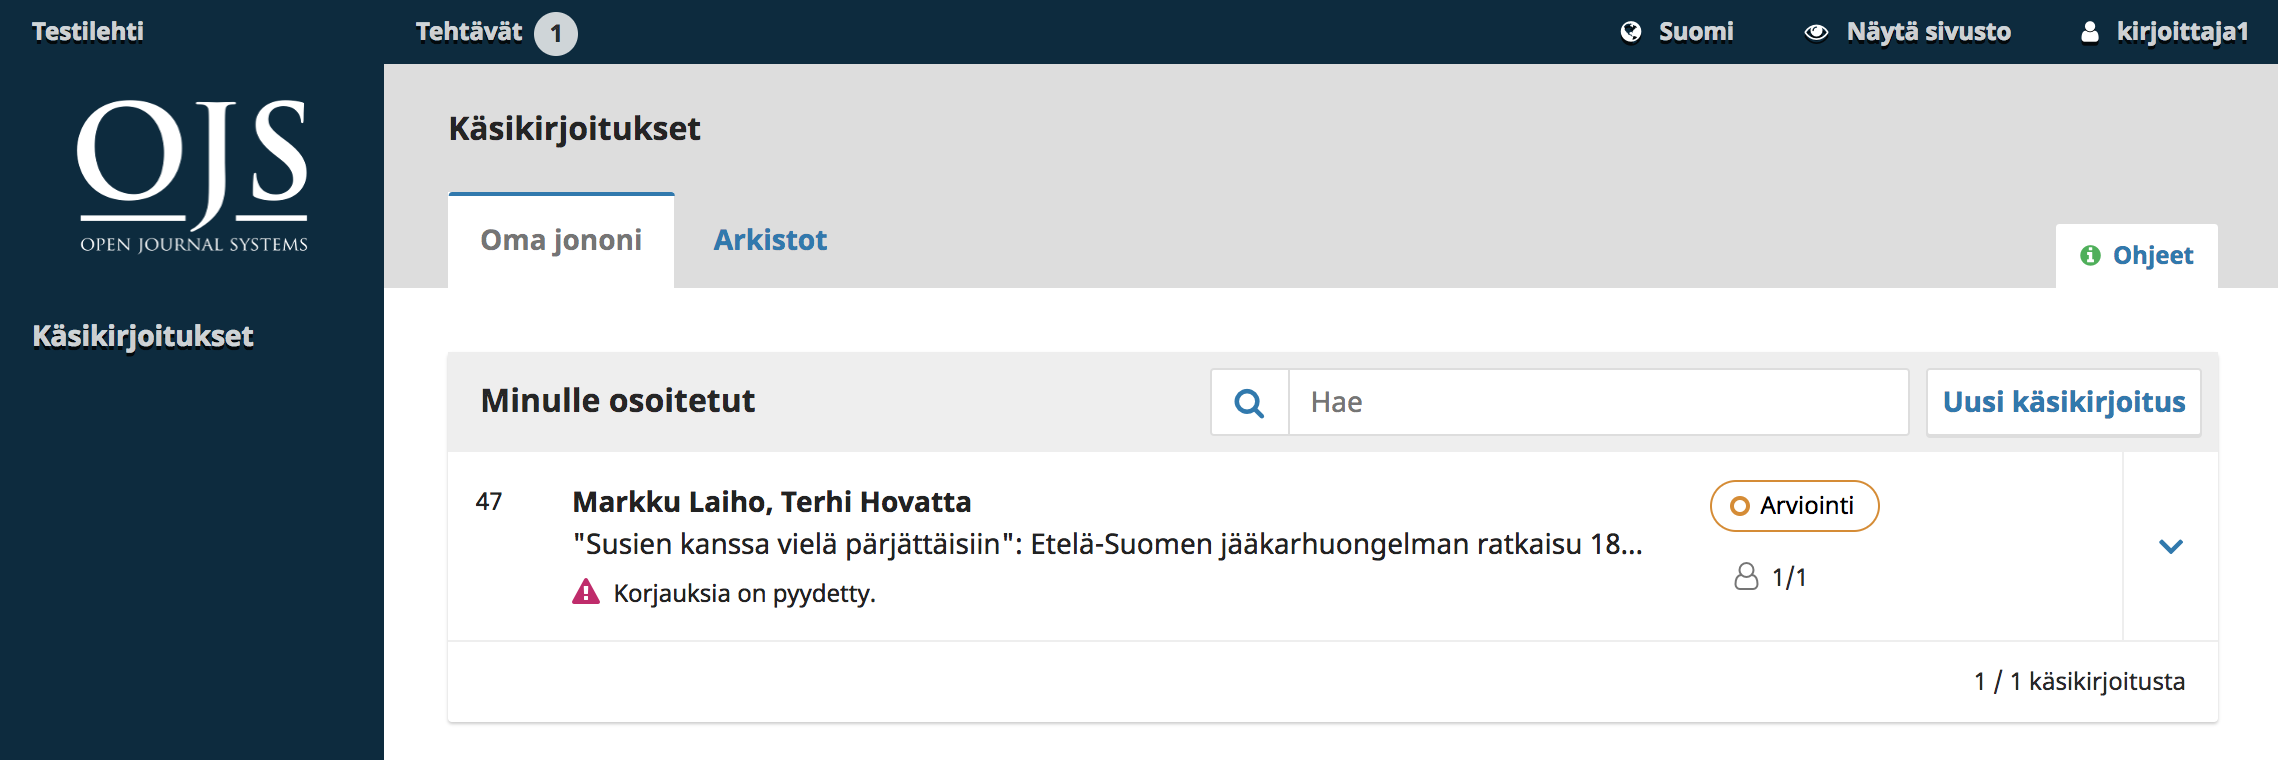 Testilehti
Tehtävät 1
Suomi
Näytä sivusto
kirjoittaja1
OJS
OPEN JOURNAL SYSTEMS
Käsikirjoitukset
Käsikirjoitukset
Oma jononi
Arkistot
Ohjeet
Minulle osoitetut
Hae
Uusi käsikirjoitus
47
Markku Laiho, Terhi Hovatta
"Susien kanssa vielä pärjättäisiin": Etelä-Suomen jääkarhuongelman ratkaisu 18...
Korjauksia on pyydetty.
Arviointi
1/1
1 / 1 käsikirjoitusta